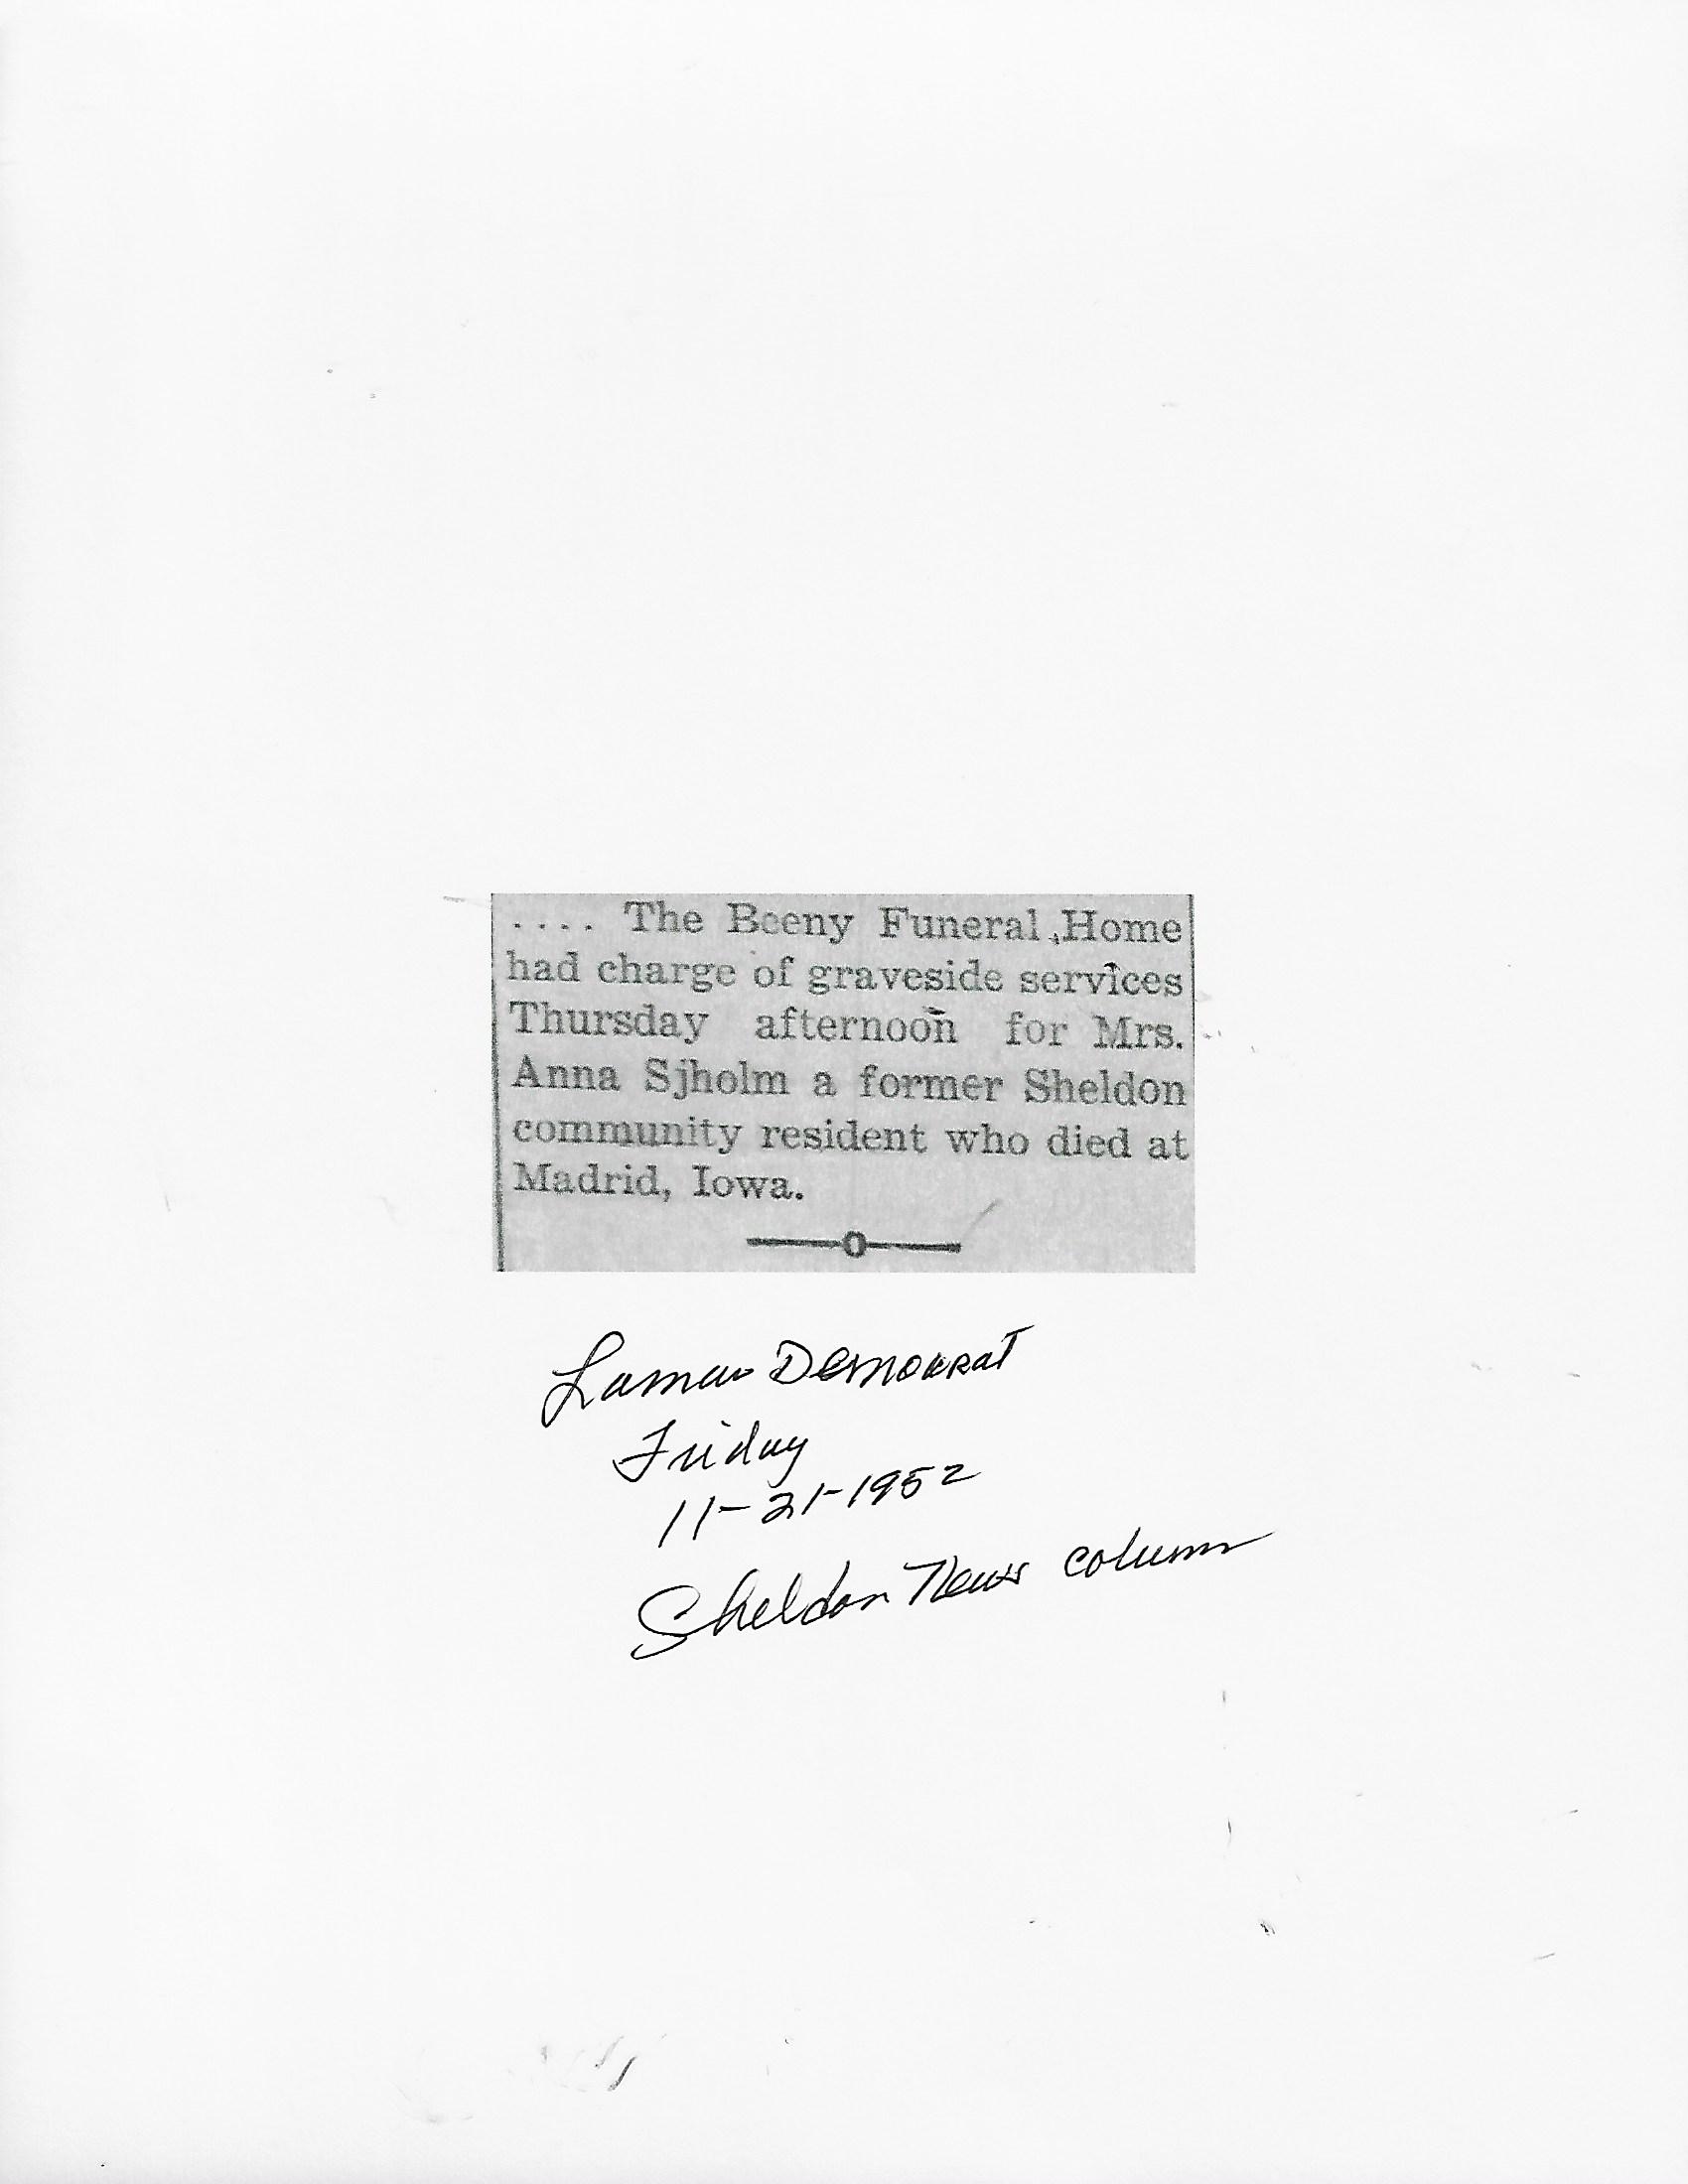 .... The Beeny Funeral Home
had charge of graveside services
Thursday afternoon for Mrs.
Anna Sjholm a former Sheldon
community resident who died at
Madrid, Iowa.
Lamar Democrat
Friday
11-21-1952
Sheldon News column